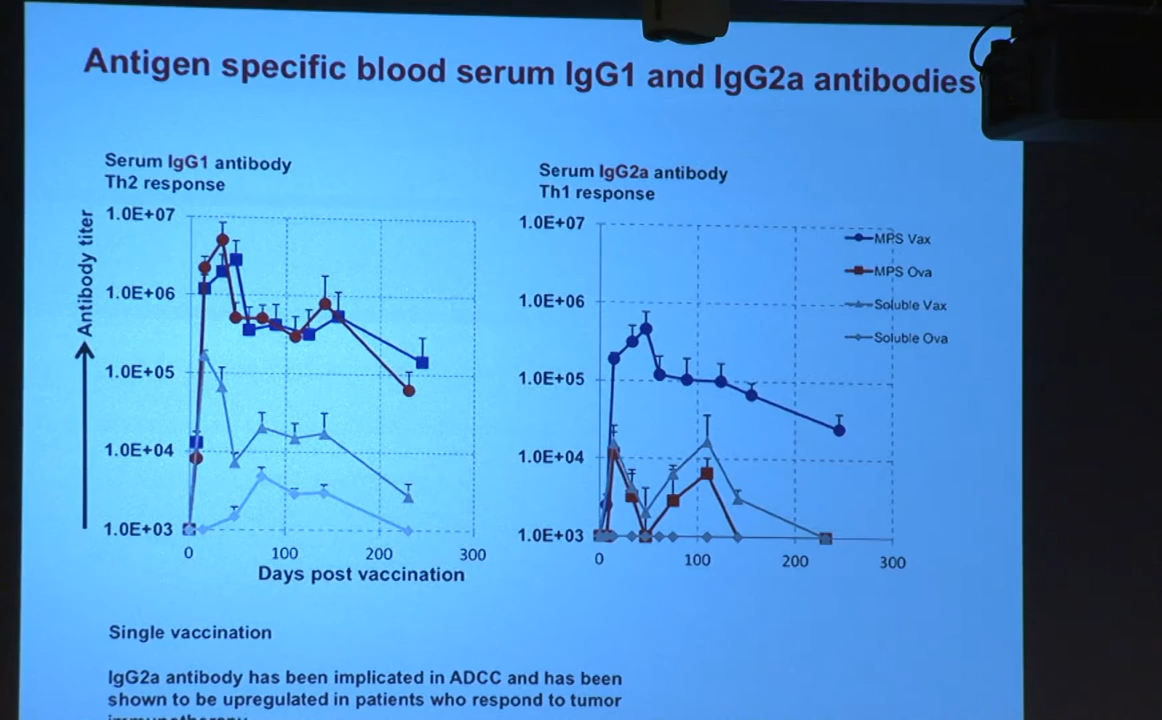 Antigen specific blood serum IgG1 and IgG2a antibodies
Serum IgG1 antibody
Th2 response
Antibody titer
1.0E+07
1.0E+06
1.0E+05
1.0E+04
1.0E+03
0
100
200
300
Days post vaccination
Serum IgG2a antibody
Th1 response
1.0E+07
1.0E+06
1.0E+05
1.0E+04
1.0E+03
0
100
200
300
MPS Vax
MPS Ova
Soluble Vax
Soluble Ova
Single vaccination
IgG2a antibody has been implicated in ADCC and has been
shown to be upregulated in patients who respond to tumor